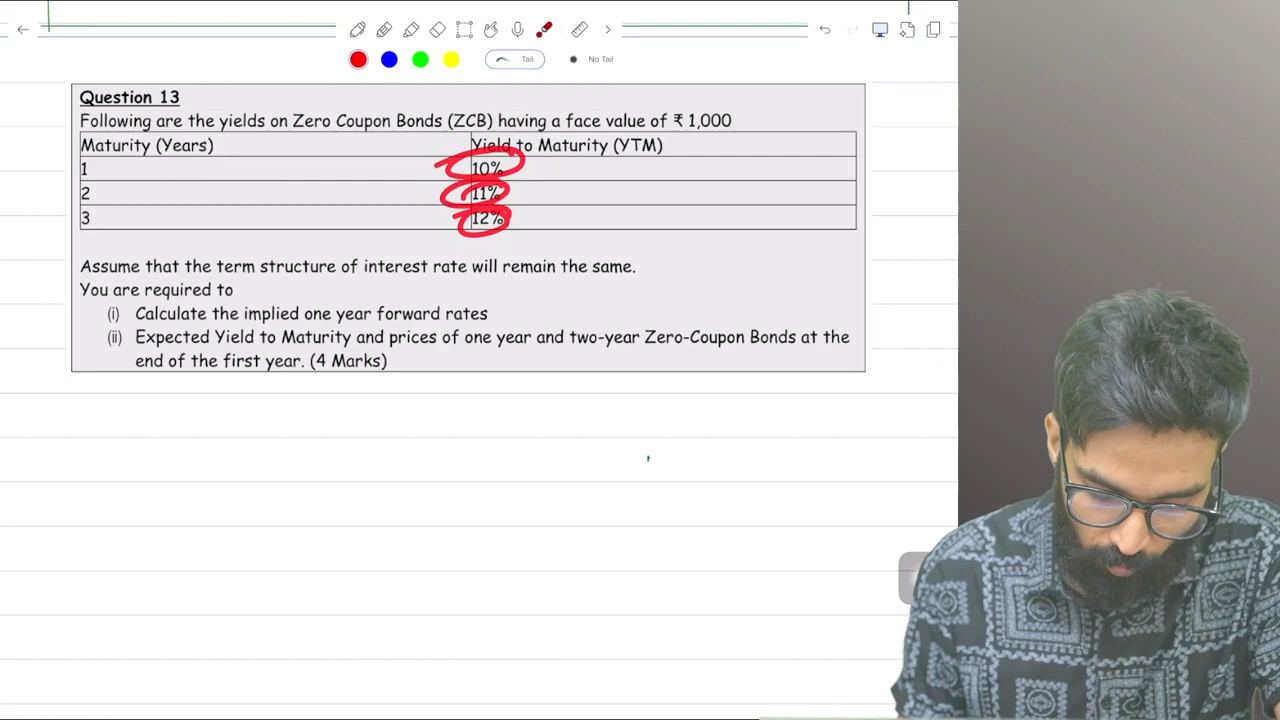 Tail
No Tail
Question 13
Following are the yields on Zero Coupon Bonds (ZCB) having a face value of ₹ 1,000
Maturity (Years) Yield to Maturity (YTM)
1 10%
2 11%
3 12%
Assume that the term structure of interest rate will remain the same.
You are required to
(i) Calculate the implied one year forward rates
(ii) Expected Yield to Maturity and prices of one year and two-year Zero-Coupon Bonds at the
end of the first year. (4 Marks)